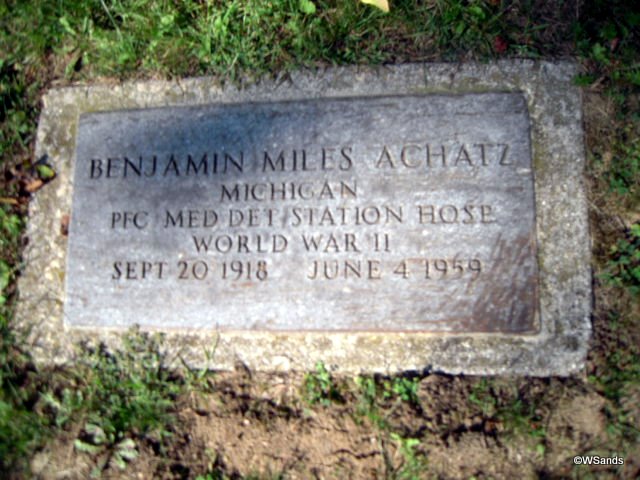 BENJAMIN MILES ACHATZ
MICHIGAN
PFC MED DET STATION HOSP
WORLD WAR II
SEPT 20 1918 JUNE 4 1959
©WSands